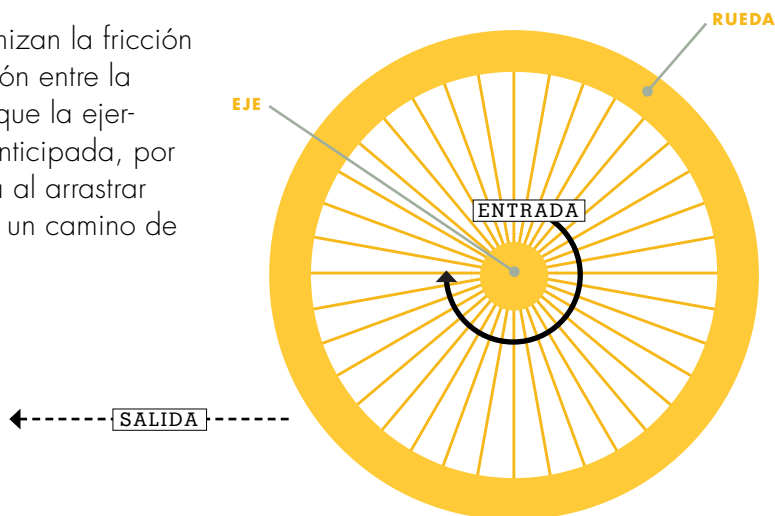 nizan la fricción
ón entre la
que la ejer-
nticipada, por
a al arrastrar
un camino de
RUEDA
EJE
ENTRADA
SALIDA